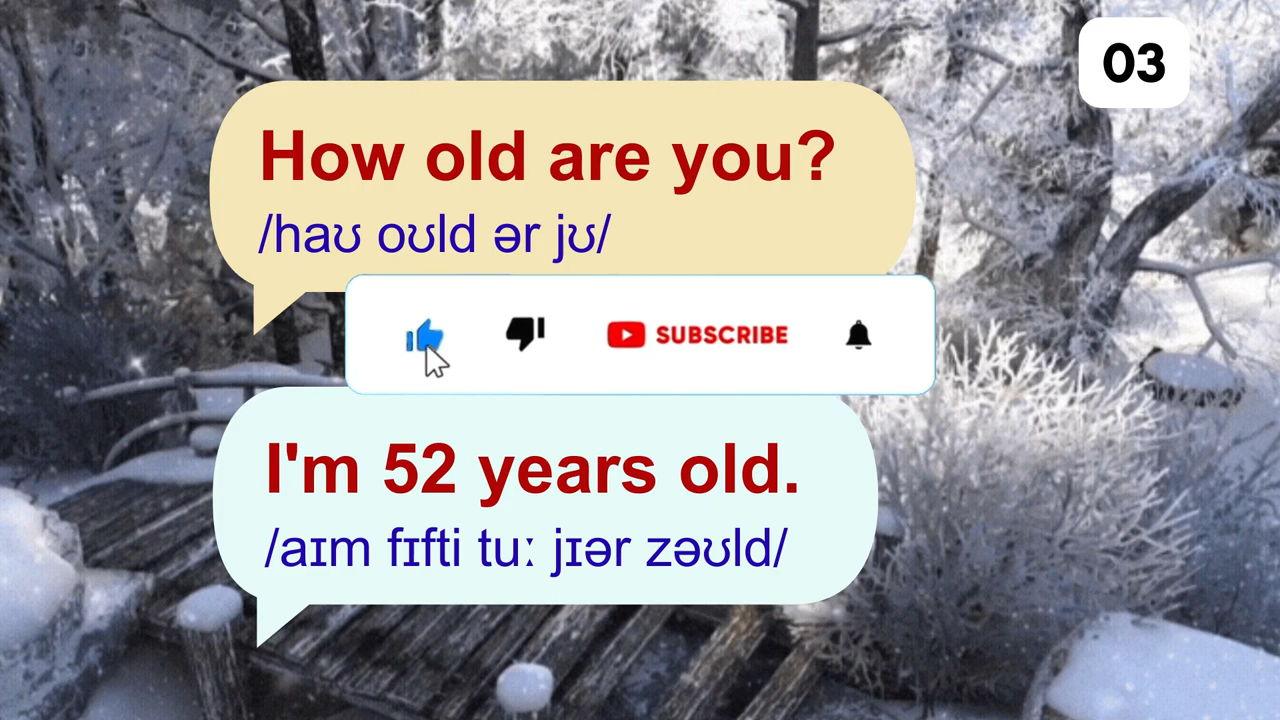 03
How old are you?
/haʊ oʊld ər jʊ/
SUBSCRIBE
I'm 52 years old.
/aɪm fɪfti tuː jɪər zəʊld/